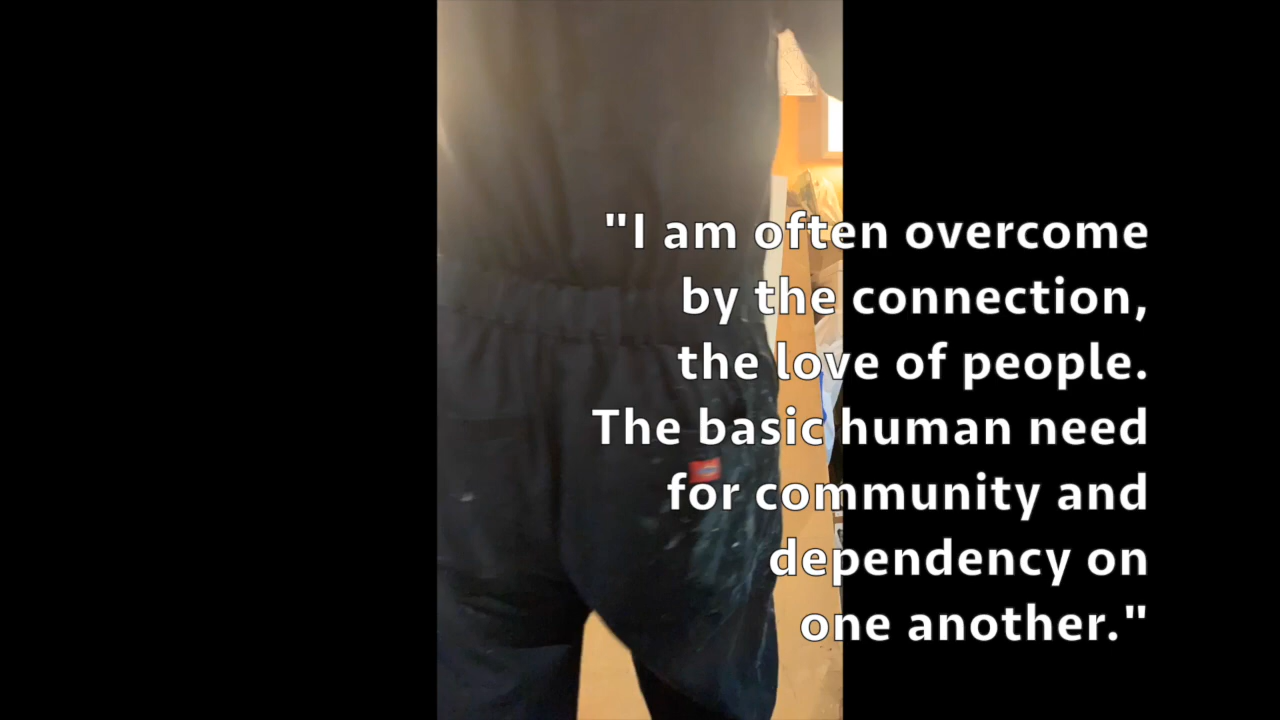 "I am often overcome
by the connection,
the love of people.
The basic human need
for community and
dependency on
one another."